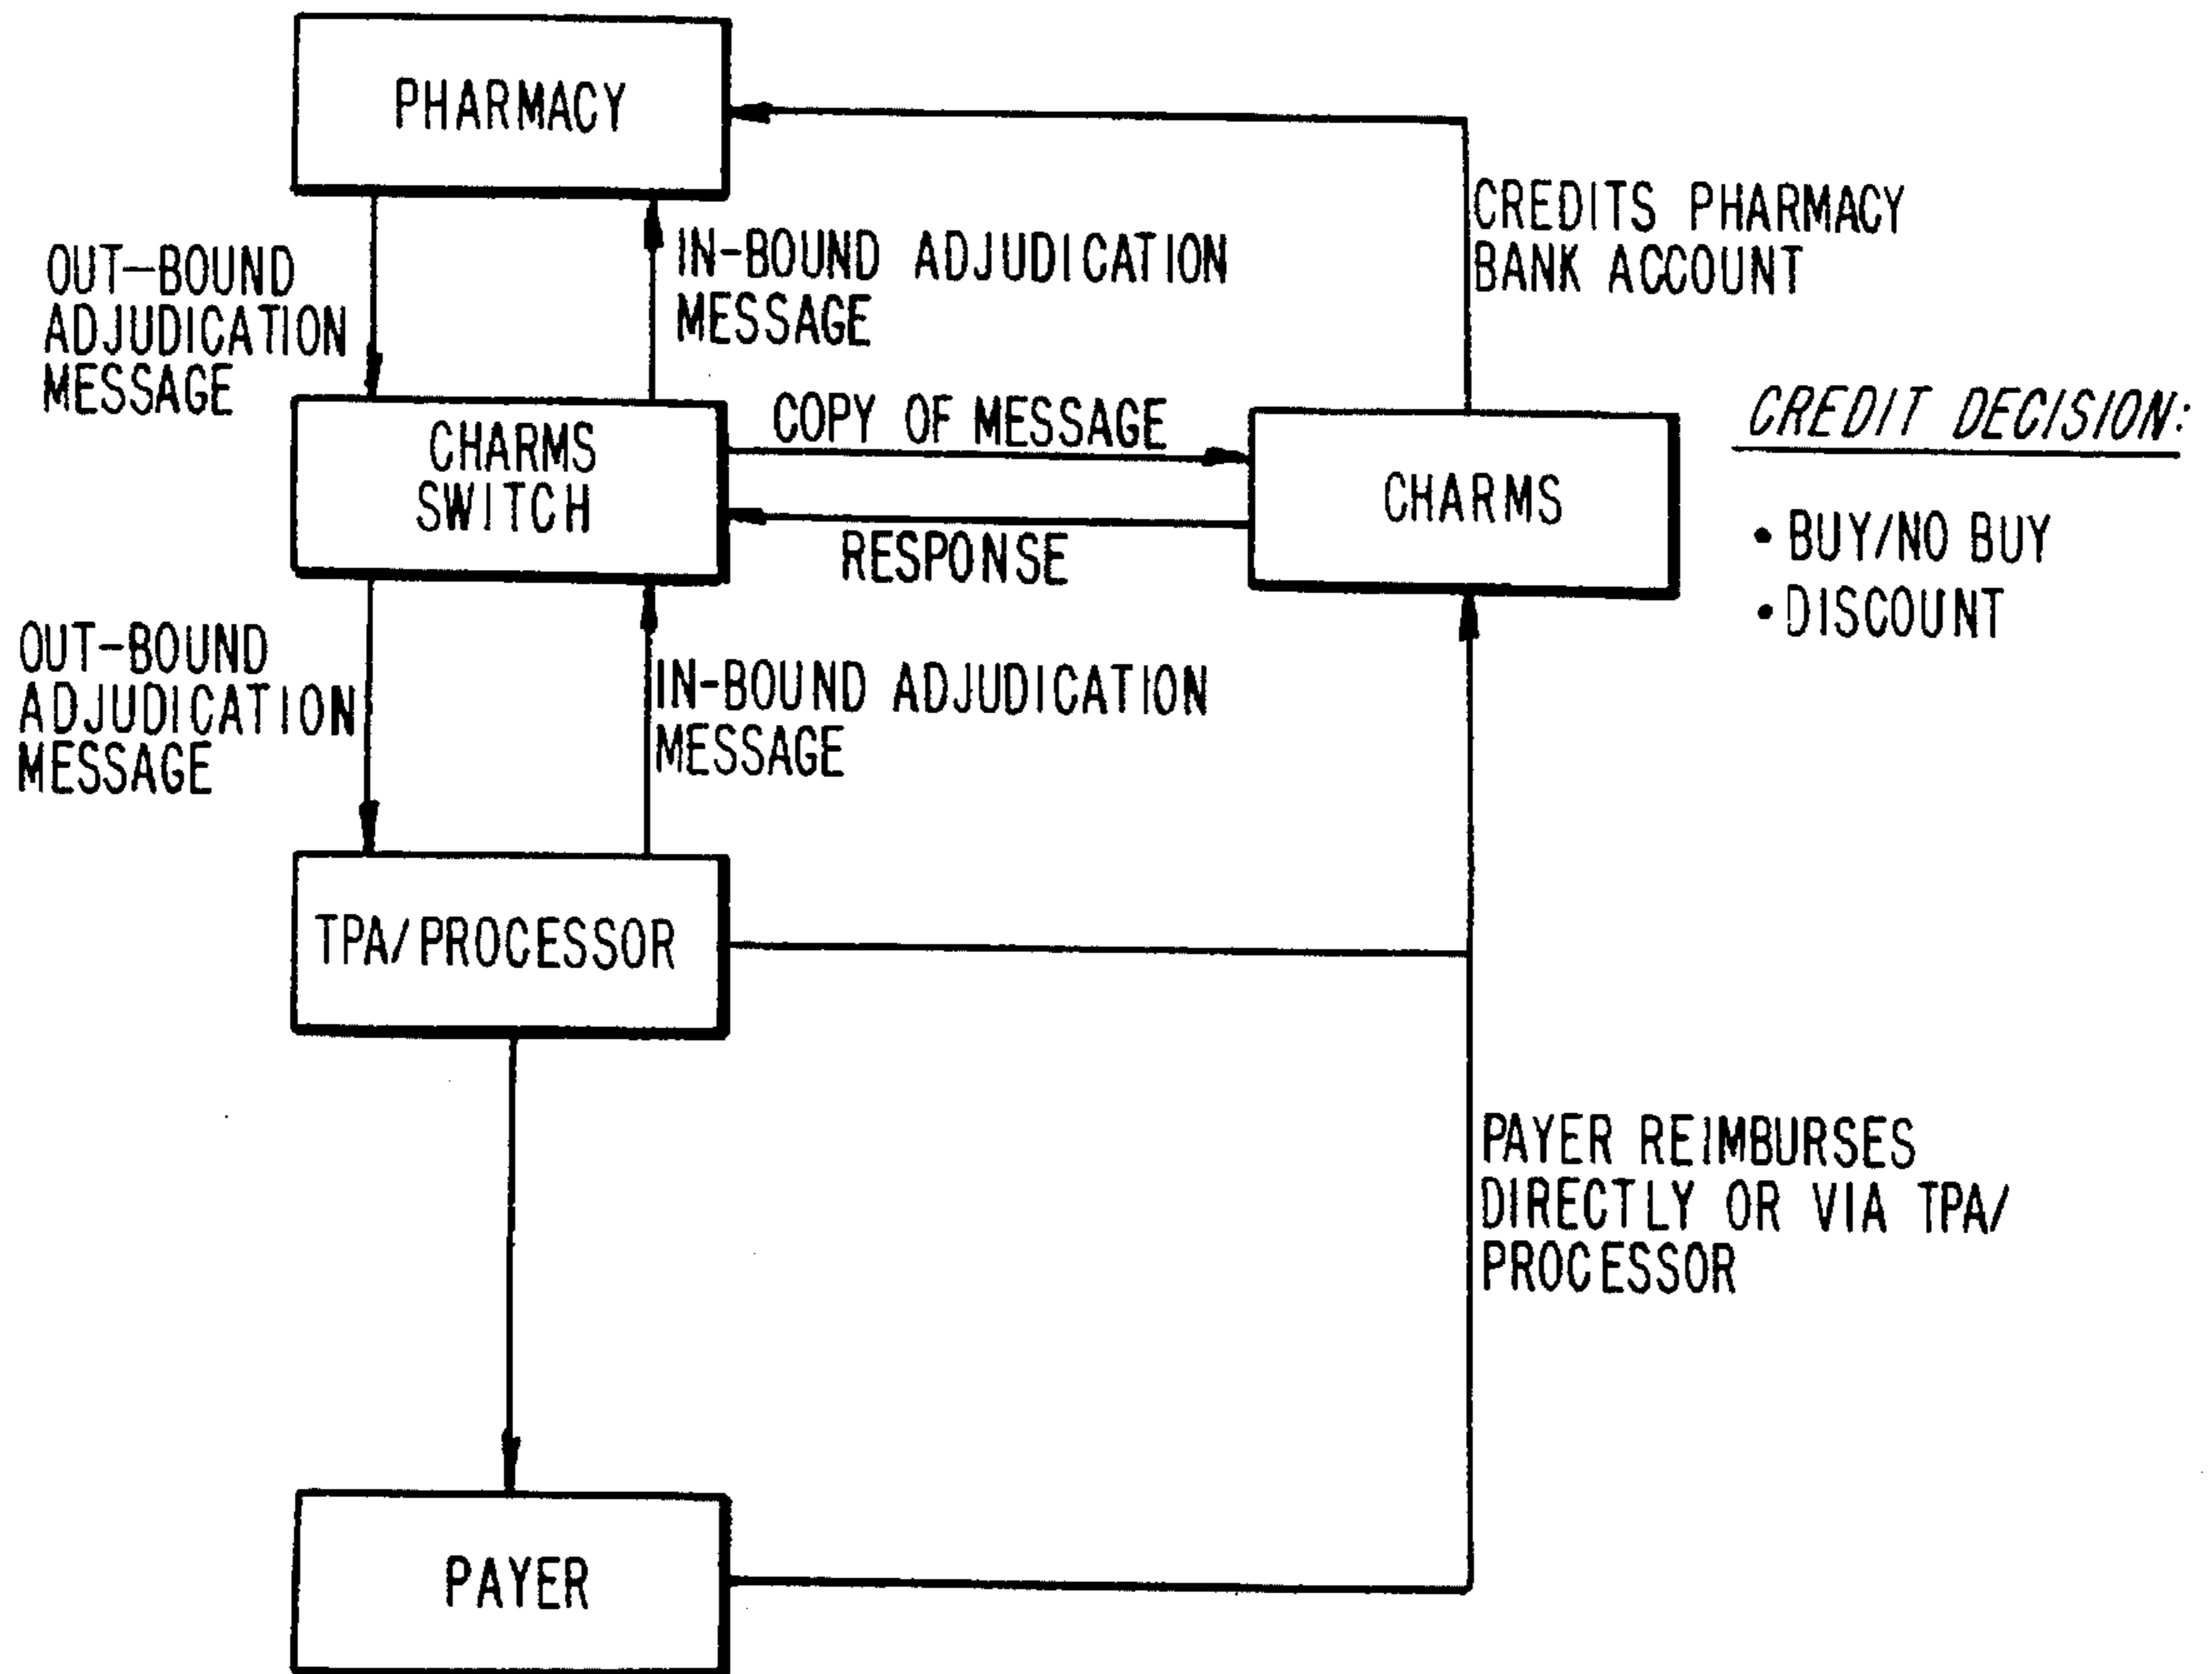 PHARMACY
CREDITS PHARMACY
BANK ACCOUNT
OUT-BOUND
ADJUDICATION
MESSAGE
IN-BOUND ADJUDICATION
MESSAGE
CHARMS
SWITCH
COPY OF MESSAGE
RESPONSE
CHARMS
CREDIT DECISION:
• BUY/NO BUY
• DISCOUNT
OUT-BOUND
ADJUDICATION
MESSAGE
IN-BOUND ADJUDICATION
MESSAGE
TPA/PROCESSOR
PAYER REIMBURSES
DIRECTLY OR VIA TPA/
PROCESSOR
PAYER